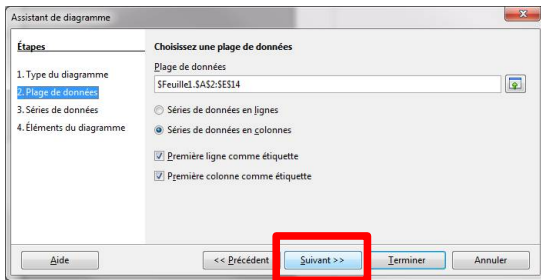 Assistant de diagramme
Étapes
1. Type du diagramme
2. Plage de données
3. Séries de données
4. Éléments du diagramme
Choisissez une plage de données
Plage de données
$Feuille1.$A$2:$E$14
Séries de données en lignes
Séries de données en colonnes
Première ligne comme étiquette
Première colonne comme étiquette
Aide
<< Précédent
Suivant >>
Terminer
Annuler